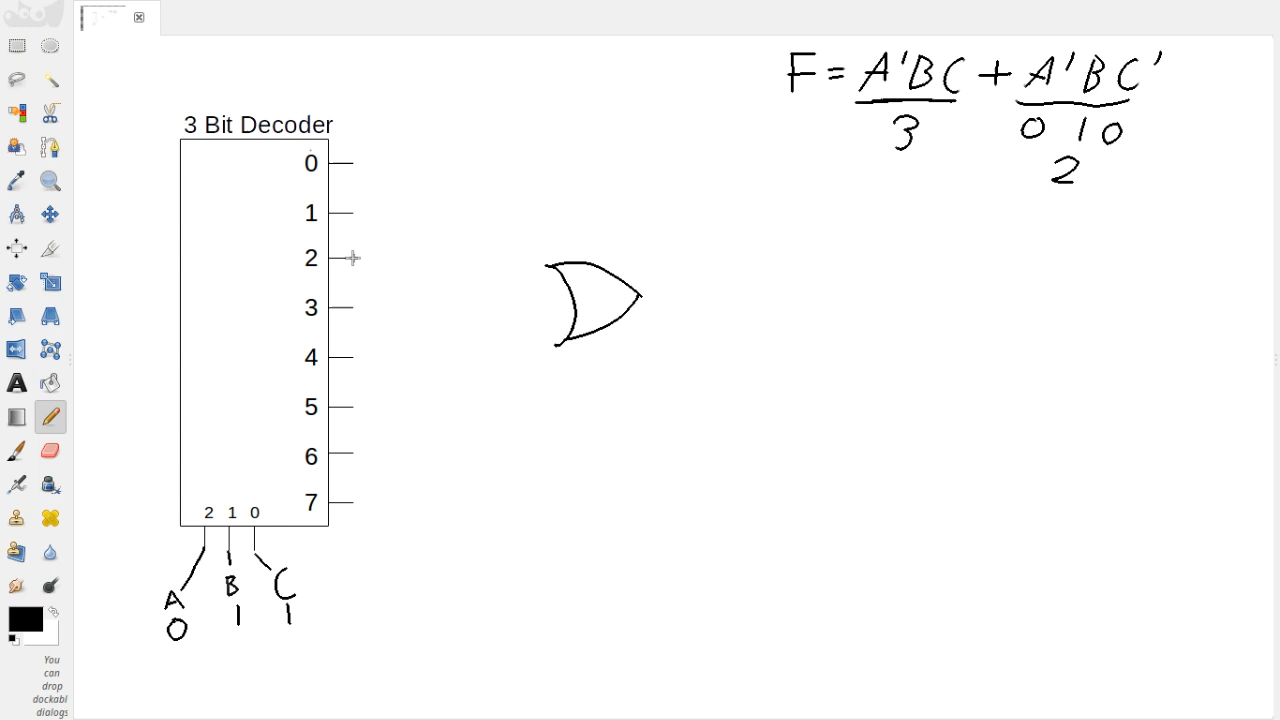 F = A'BC + A'BC'
3 0 1 0
2
3 Bit Decoder
0
1
2
3
4
5
6
7
2 1 0
A B C
0 1 1
You
can
drop
dockabl
dialogs